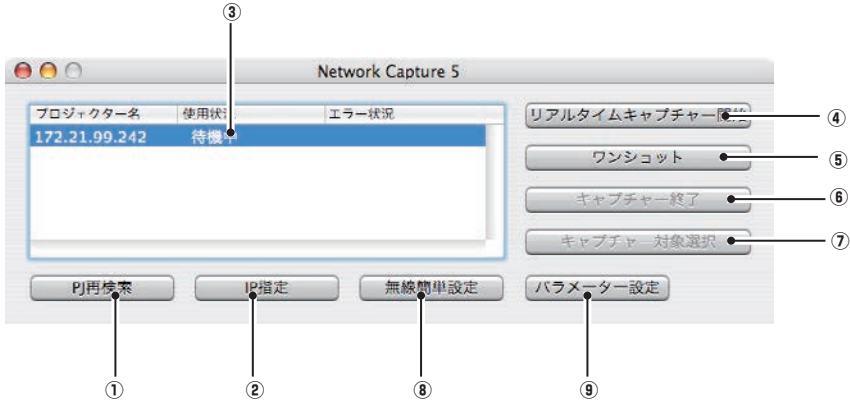 ③
Network Capture 5
プロジェクター名 使用状況 エラー状況
172.21.99.242 待機中
リアルタイムキャプチャー開始
④
ワンショット
⑤
キャプチャー終了
⑥
キャプチャー対象選択
⑦
PJ再検索 IP指定 無線簡単設定 パラメーター設定
① ② ⑧ ⑨